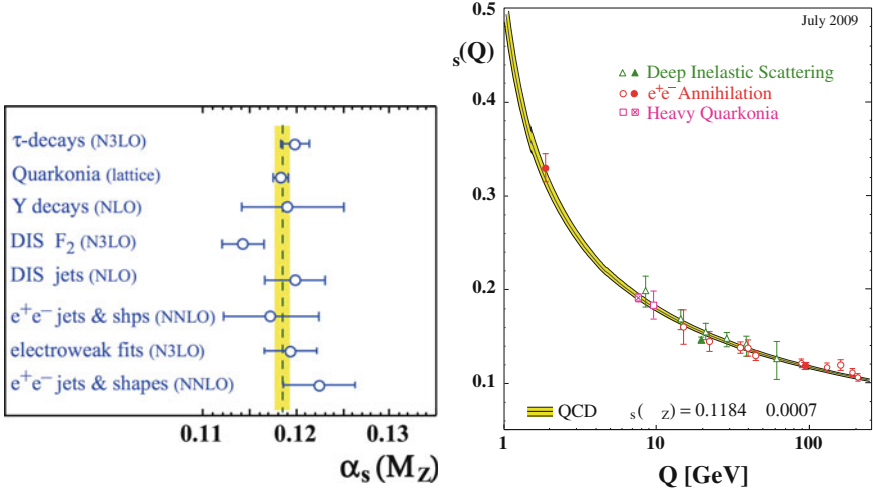 τ-decays (N3LO)
Quarkonia (lattice)
Υ decays (NLO)
DIS F₂ (N3LO)
DIS jets (NLO)
e⁺e⁻ jets & shps (NNLO)
electroweak fits (N3LO)
e⁺e⁻ jets & shapes (NNLO)
0.11 0.12 0.13
αₛ (M_Z)
July 2009
ₛ(Q)
Deep Inelastic Scattering
e⁺e⁻ Annihilation
Heavy Quarkonia
0.5
0.4
0.3
0.2
0.1
QCD ₛ( _Z) = 0.1184 0.0007
1 10 100
Q [GeV]